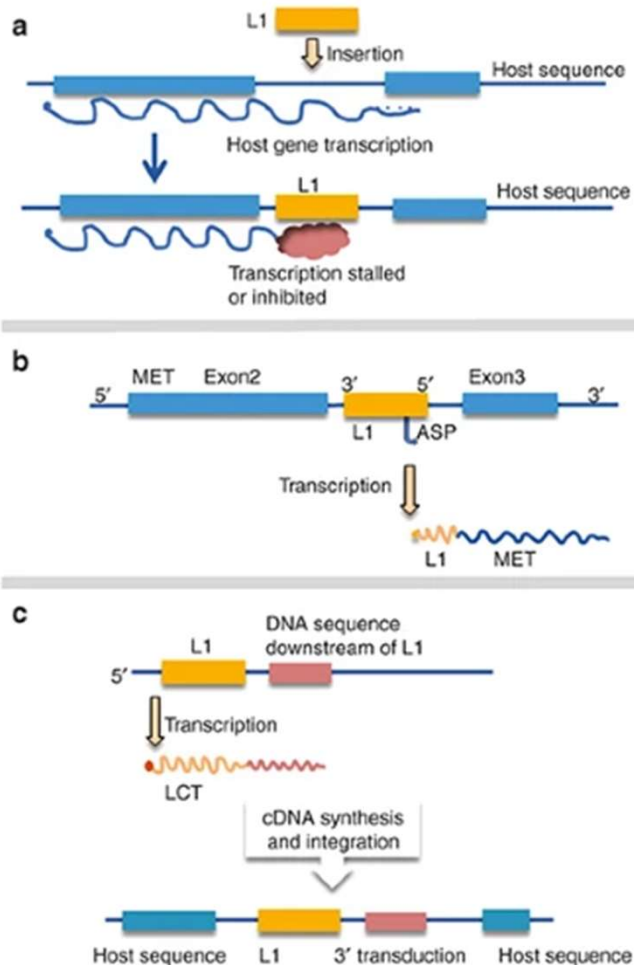 a
L1
Insertion
Host sequence
Host gene transcription
L1
Host sequence
Transcription stalled
or inhibited
b
MET Exon2 3′ 5′ Exon3
5′ 3′
L1 ASP
Transcription
L1 MET
c
DNA sequence
L1 downstream of L1
5′
Transcription
LCT
cDNA synthesis
and integration
Host sequence L1 3′ transduction Host sequence